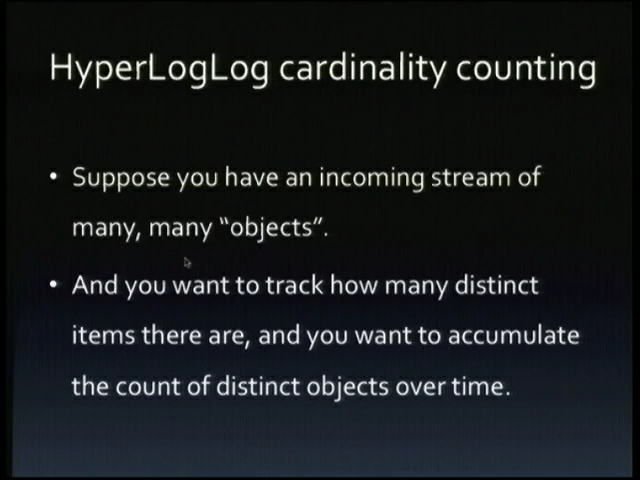 HyperLogLog cardinality counting
• Suppose you have an incoming stream of
many, many “objects”.
• And you want to track how many distinct
items there are, and you want to accumulate
the count of distinct objects over time.